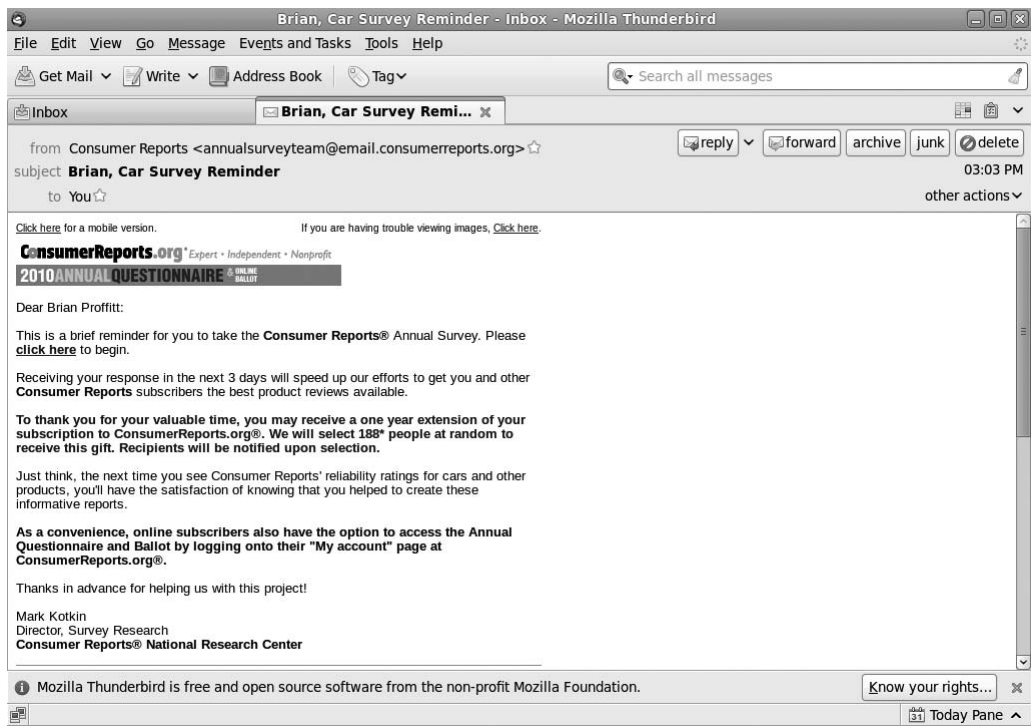 Brian, Car Survey Reminder - Inbox - Mozilla Thunderbird
File Edit View Go Message Events and Tasks Tools Help
Get Mail Write Address Book Tag Search all messages
Inbox Brian, Car Survey Remi...
from Consumer Reports <annualsurveyteam@email.consumerreports.org> reply forward archive junk delete
subject Brian, Car Survey Reminder 03:03 PM
to You other actions
Click here for a mobile version. If you are having trouble viewing images, Click here.
ConsumerReports.org® Expert • Independent • Nonprofit
2010 ANNUAL QUESTIONNAIRE & ONLINE BALLOT
Dear Brian Proffitt:
This is a brief reminder for you to take the Consumer Reports® Annual Survey. Please
click here to begin.
Receiving your response in the next 3 days will speed up our efforts to get you and other
Consumer Reports subscribers the best product reviews available.
To thank you for your valuable time, you may receive a one year extension of your
subscription to ConsumerReports.org®. We will select 188* people at random to
receive this gift. Recipients will be notified upon selection.
Just think, the next time you see Consumer Reports' reliability ratings for cars and other
products, you'll have the satisfaction of knowing that you helped to create these
informative reports.
As a convenience, online subscribers also have the option to access the Annual
Questionnaire and Ballot by logging onto their "My account" page at
ConsumerReports.org®.
Thanks in advance for helping us with this project!
Mark Kotkin
Director, Survey Research
Consumer Reports® National Research Center
Mozilla Thunderbird is free and open source software from the non-profit Mozilla Foundation. Know your rights...
31 Today Pane